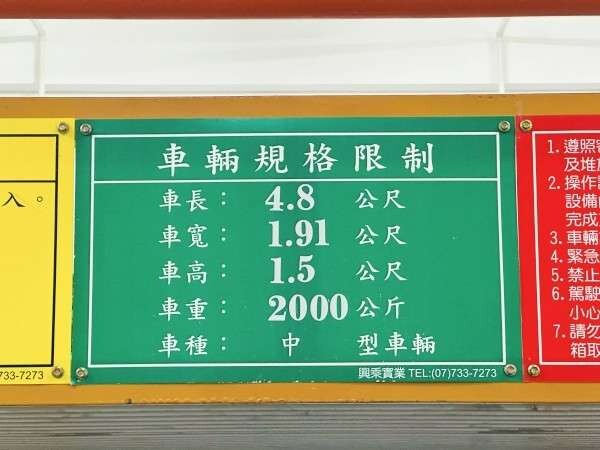 入。
733-7273
車輛規格限制
車長： 4.8 公尺
車寬： 1.91 公尺
車高： 1.5 公尺
車重： 2000 公斤
車種： 中 型車輛
興乘實業 TEL:(07)733-7273
1. 遵照
及堆
2. 操作
設備
完成
3. 車輛
4. 緊急
5. 禁止
6. 駕駛
小心
7. 請勿
箱取